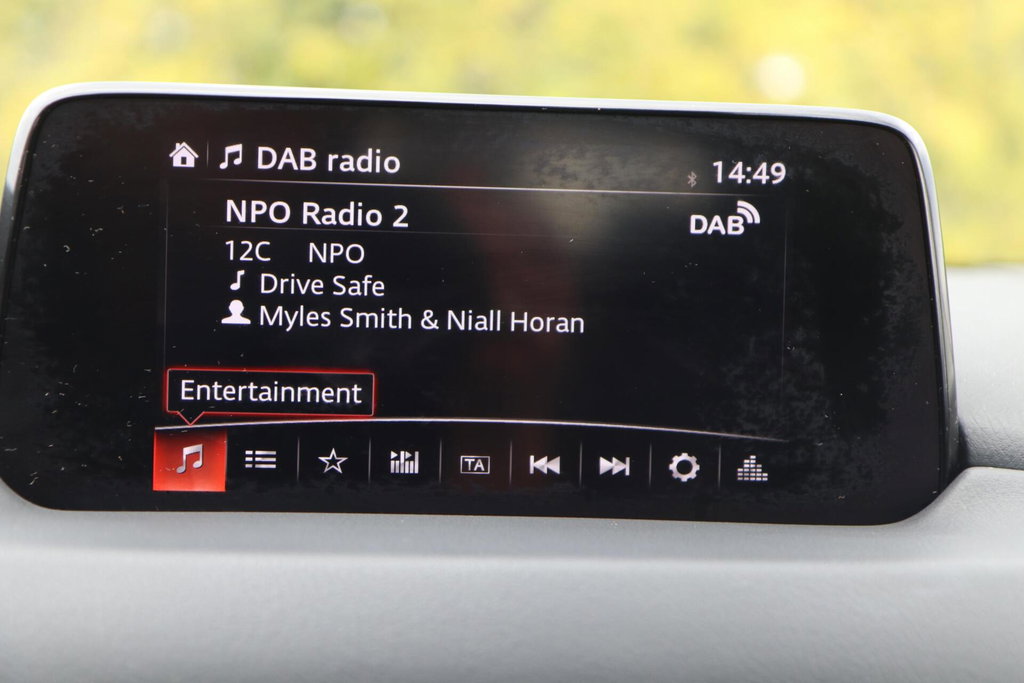 DAB radio
14:49
NPO Radio 2
DAB
12C NPO
Drive Safe
Myles Smith & Niall Horan
Entertainment
TA